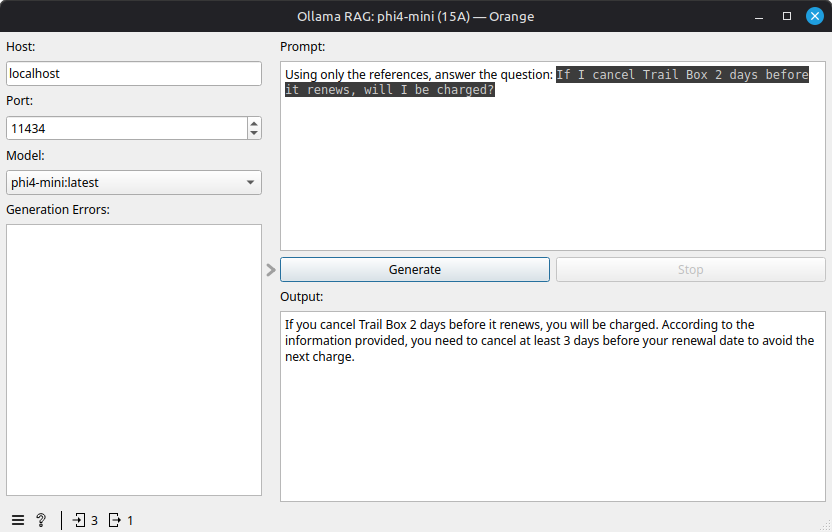 Ollama RAG: phi4-mini (15A) — Orange
Host:
localhost
Port:
11434
Model:
phi4-mini:latest
Generation Errors:
Prompt:
Using only the references, answer the question: If I cancel Trail Box 2 days before
it renews, will I be charged?
Generate
Stop
Output:
If you cancel Trail Box 2 days before it renews, you will be charged. According to the
information provided, you need to cancel at least 3 days before your renewal date to avoid the
next charge.
3
1